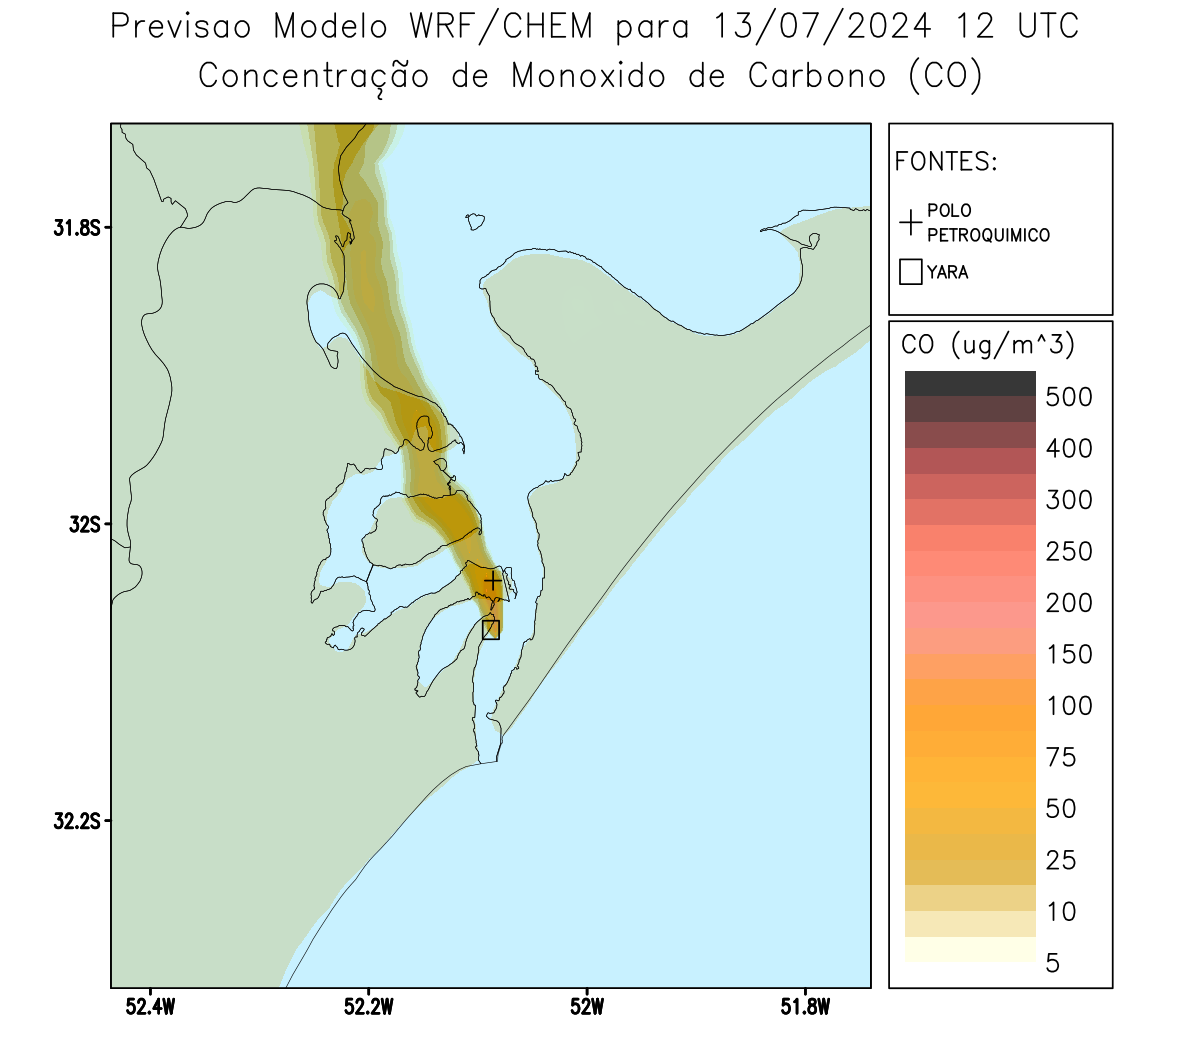 Previsao Modelo WRF/CHEM para 13/07/2024 12 UTC
Concentração de Monoxido de Carbono (CO)
FONTES:
POLO
PETROQUIMICO
YARA
CO (ug/m^3)
500
400
300
250
200
150
100
75
50
25
10
5
31.8S
32S
32.2S
52.4W
52.2W
52W
51.8W